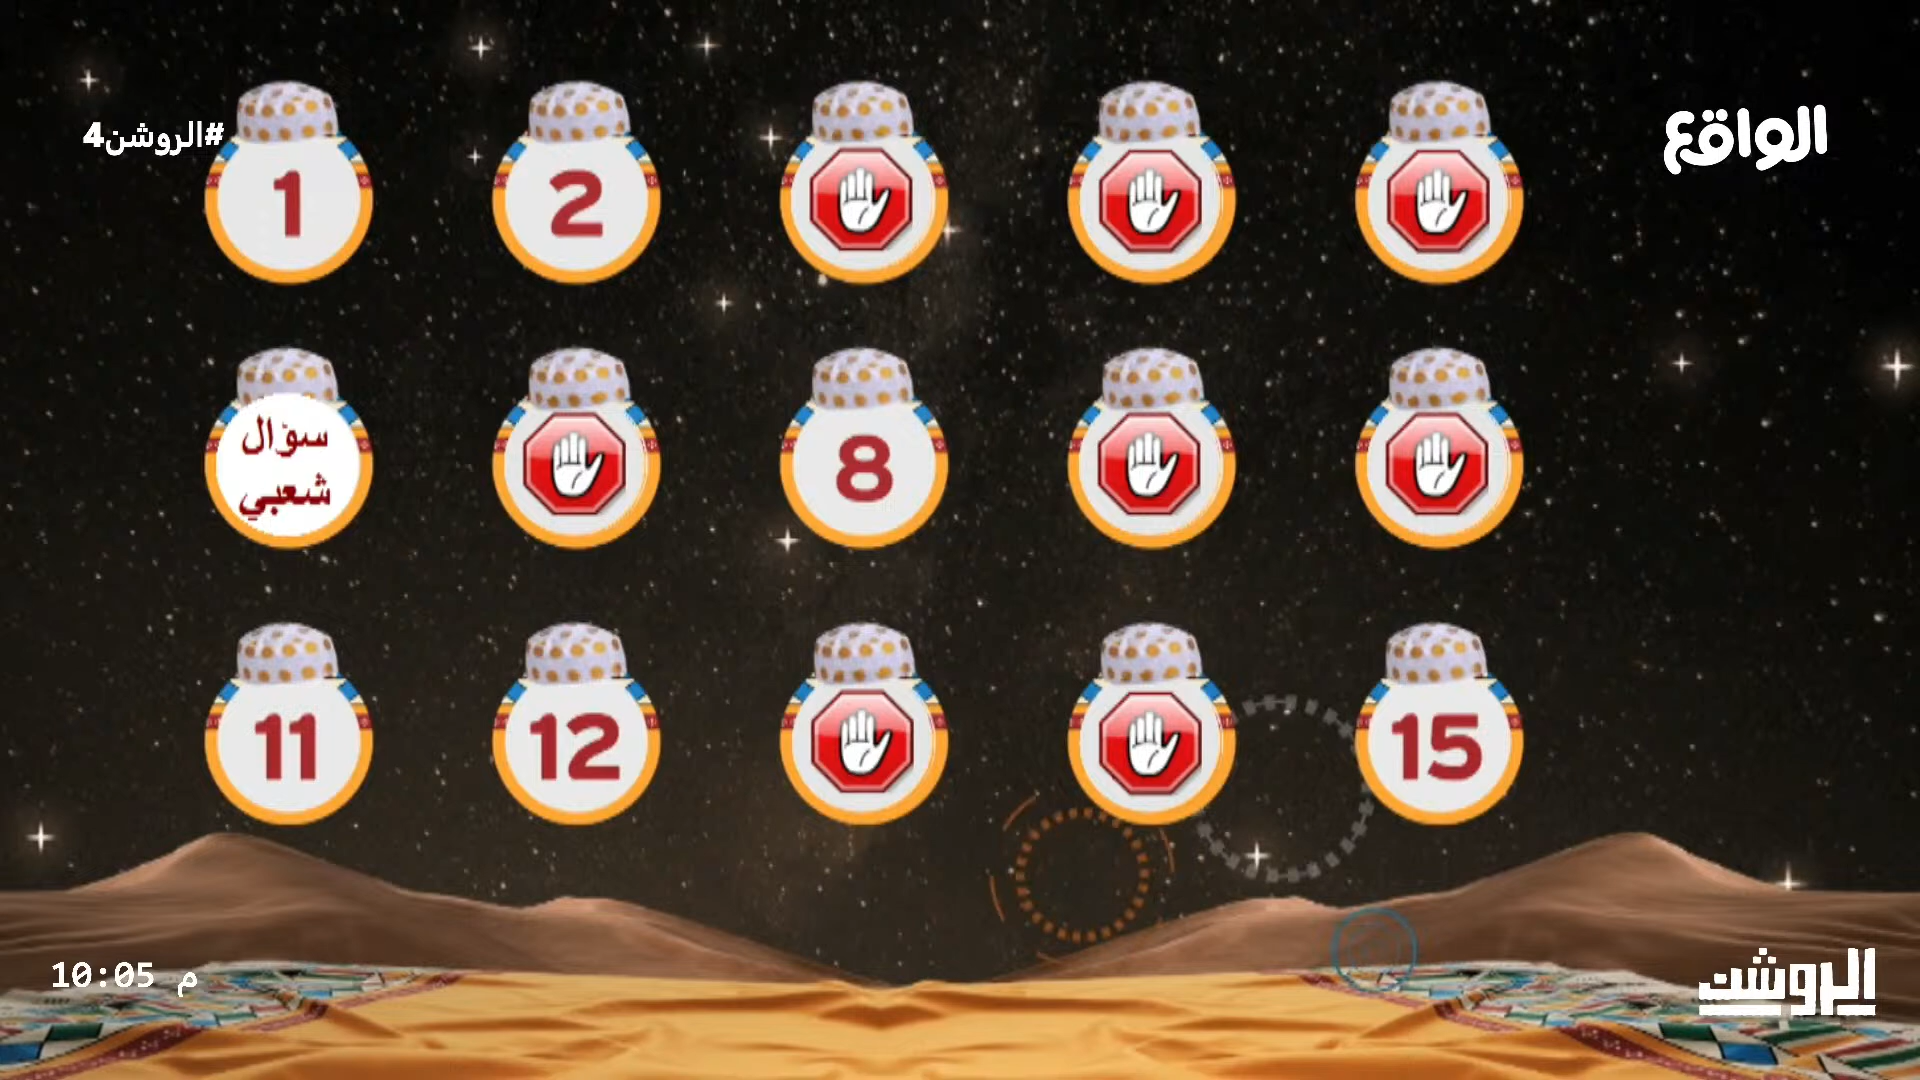 #الروشن4
الواقع
1
2
سؤال
شعبي
8
11
12
15
10:05 م
الروشن